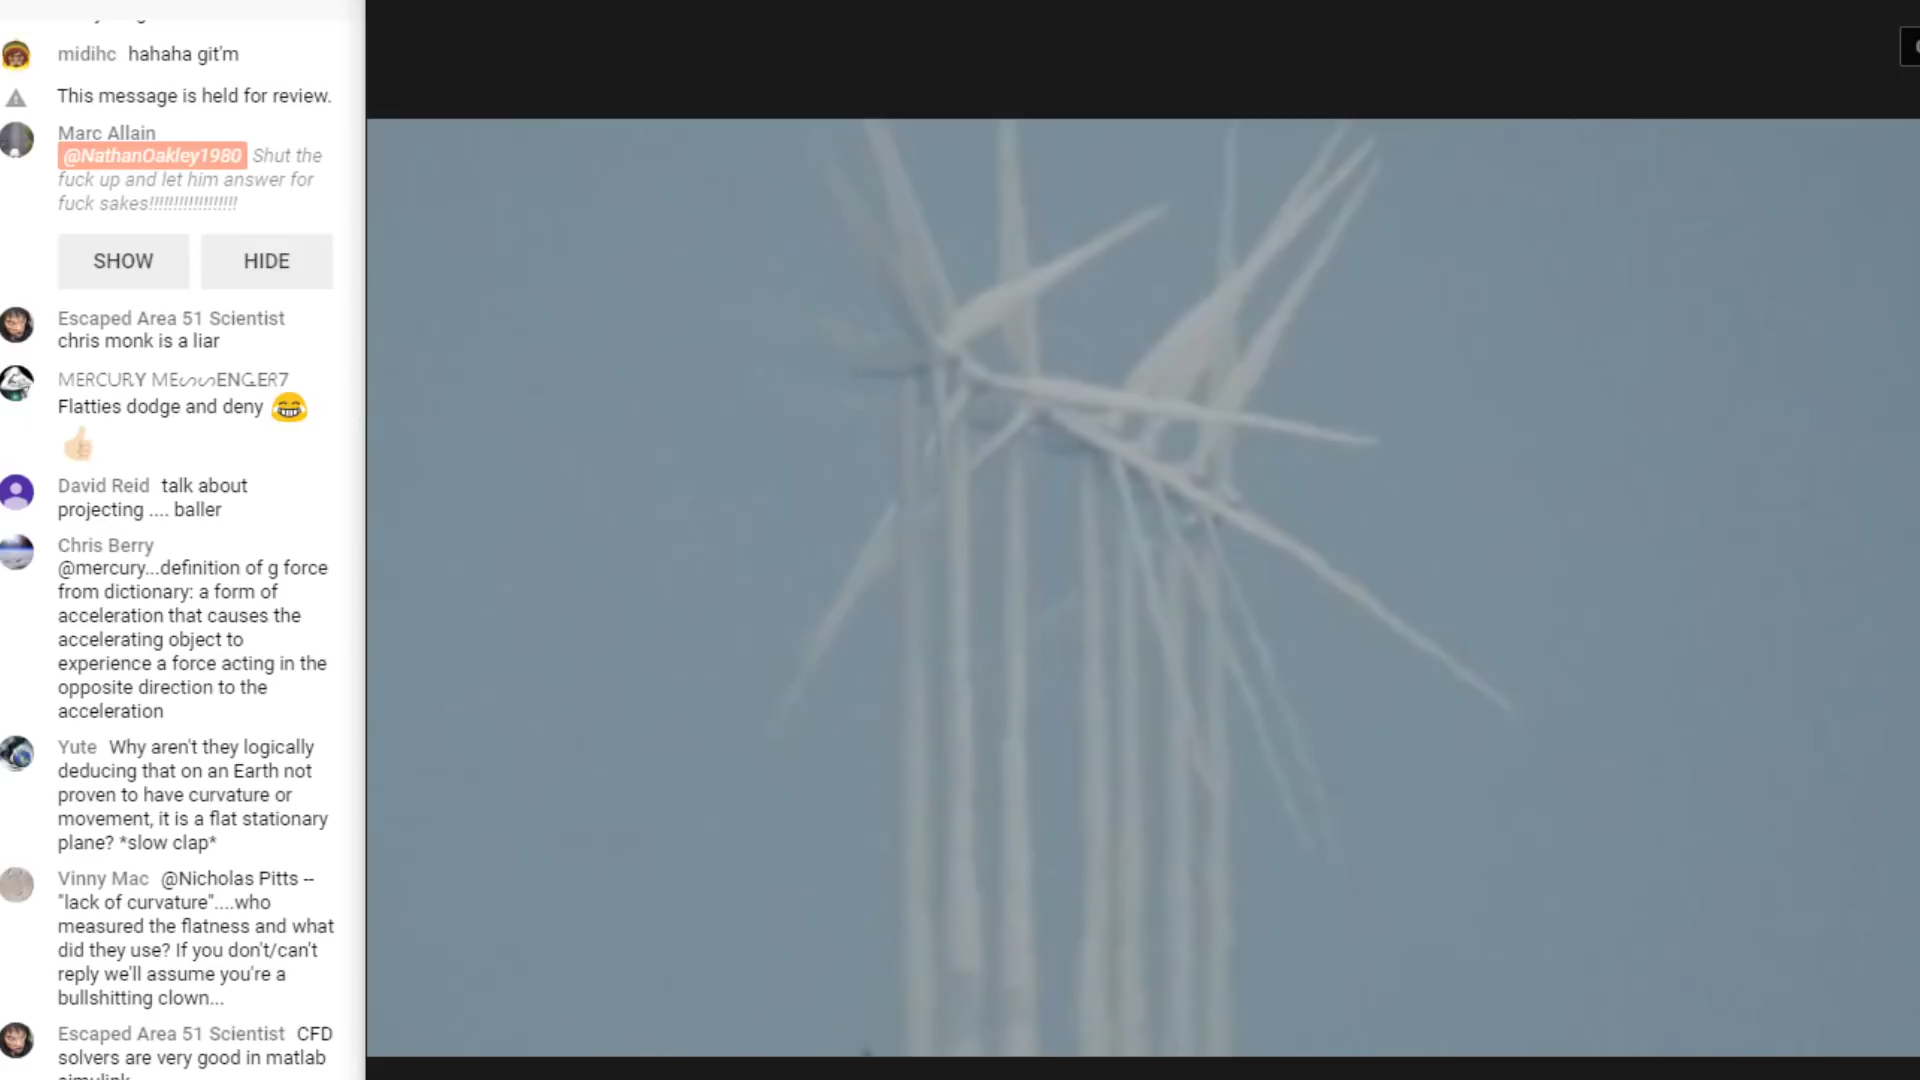 midihc hahaha git'm
This message is held for review.
Marc Allain
@NathanOakley1980 Shut the
fuck up and let him answer for
fuck sakes!!!!!!!!!!!!!!!!!!
SHOW HIDE
Escaped Area 51 Scientist
chris monk is a liar
MERCURY MEᔕᔕENGER7
Flatties dodge and deny 😂
👍🏻
David Reid talk about
projecting .... baller
Chris Berry
@mercury...definition of g force
from dictionary: a form of
acceleration that causes the
accelerating object to
experience a force acting in the
opposite direction to the
acceleration
Yute Why aren't they logically
deducing that on an Earth not
proven to have curvature or
movement, it is a flat stationary
plane? *slow clap*
Vinny Mac @Nicholas Pitts --
"lack of curvature"....who
measured the flatness and what
did they use? If you don't/can't
reply we'll assume you're a
bullshitting clown...
Escaped Area 51 Scientist CFD
solvers are very good in matlab